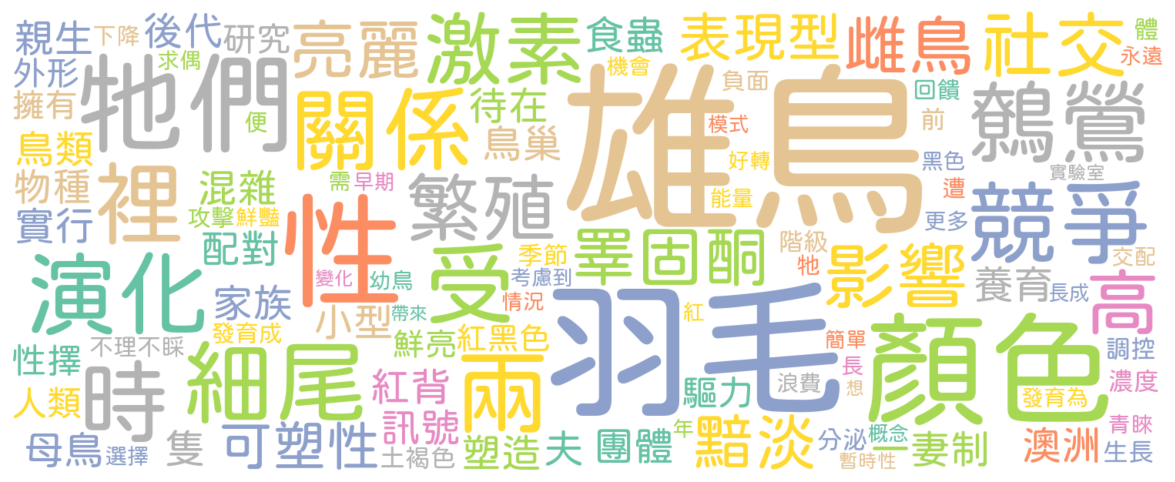 親生
下降
後代
研究
亮麗
激素
食蟲
表現型
雌鳥
社交
體
永遠
外形
求偶
牠們
機會
雄鳥
負面
回饋
鷯鶯
擁有
便
關係
待在
鳥巢
模式
前
鳥類
物種
裡
混雜
需
早期
繁殖
好轉
黑色
實驗室
遭
能量
更多
競爭
實行
攻擊
鮮豔
配對
性
受
季節
睪固酮
階級
牠
影響
養育
交配
高
演化
變化
幼鳥
考慮到
家族
小型
帶來
情況
羽毛
紅
長成
發育成
鮮亮
紅黑色
顏色
簡單
調控
性擇
不理不睬
時
細尾
紅背
兩
驅力
浪費
長
想
發育為
濃度
人類
訊號
青睞
母鳥
選擇
隻
可塑性
土褐色
塑造
夫
團體
年
黯淡
分泌
概念
暫時性
一妻制
澳洲
生長